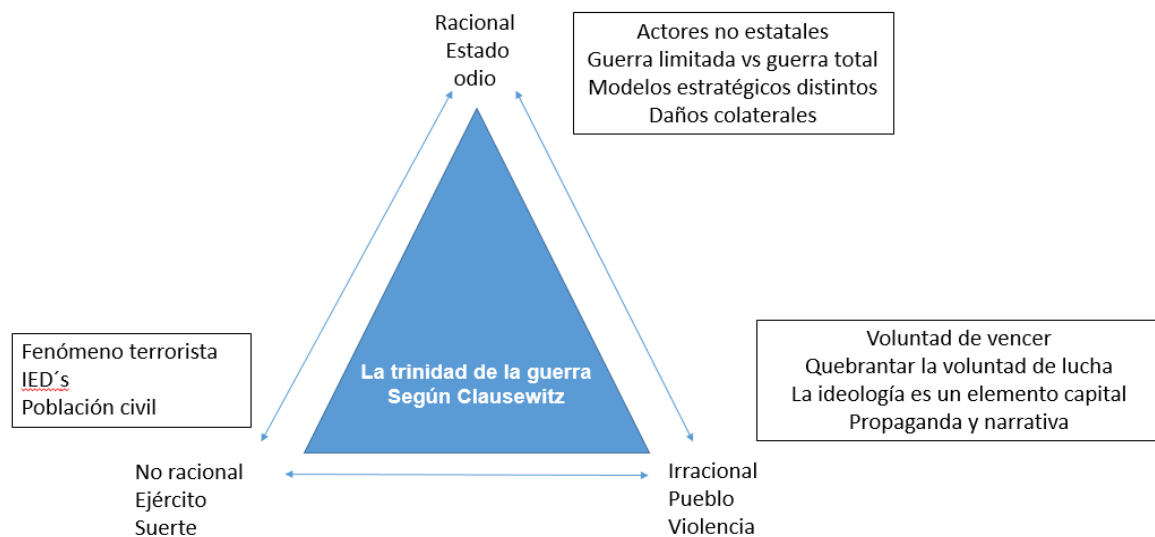 Racional
Estado
odio
Actores no estatales
Guerra limitada vs guerra total
Modelos estratégicos distintos
Daños colaterales
Fenómeno terrorista
IED´s
Población civil
La trinidad de la guerra
Según Clausewitz
Voluntad de vencer
Quebrantar la voluntad de lucha
La ideología es un elemento capital
Propaganda y narrativa
No racional
Ejército
Suerte
Irracional
Pueblo
Violencia